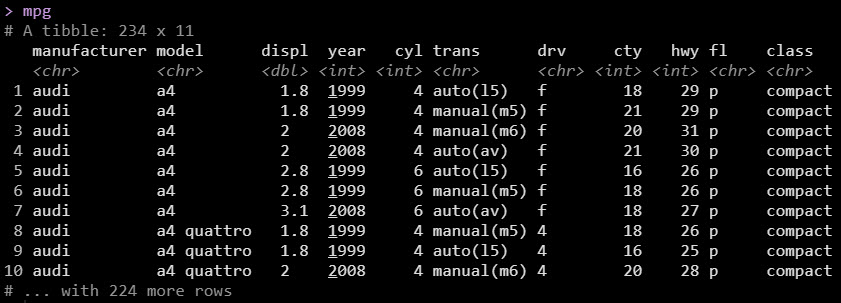 > mpg
# A tibble: 234 x 11
manufacturer model displ year cyl trans drv cty hwy fl class
<chr> <chr> <dbl> <int> <int> <chr> <chr> <int> <int> <chr> <chr>
1 audi a4 1.8 1999 4 auto(l5) f 18 29 p compact
2 audi a4 1.8 1999 4 manual(m5) f 21 29 p compact
3 audi a4 2 2008 4 manual(m6) f 20 31 p compact
4 audi a4 2 2008 4 auto(av) f 21 30 p compact
5 audi a4 2.8 1999 6 auto(l5) f 16 26 p compact
6 audi a4 2.8 1999 6 manual(m5) f 18 26 p compact
7 audi a4 3.1 2008 6 auto(av) f 18 27 p compact
8 audi a4 quattro 1.8 1999 4 manual(m5) 4 18 26 p compact
9 audi a4 quattro 1.8 1999 4 auto(l5) 4 16 25 p compact
10 audi a4 quattro 2 2008 4 manual(m6) 4 20 28 p compact
# ... with 224 more rows